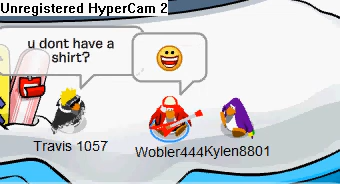 Unregistered HyperCam 2
u dont have a
shirt?
Travis 1057
Wobler444Kylen8801